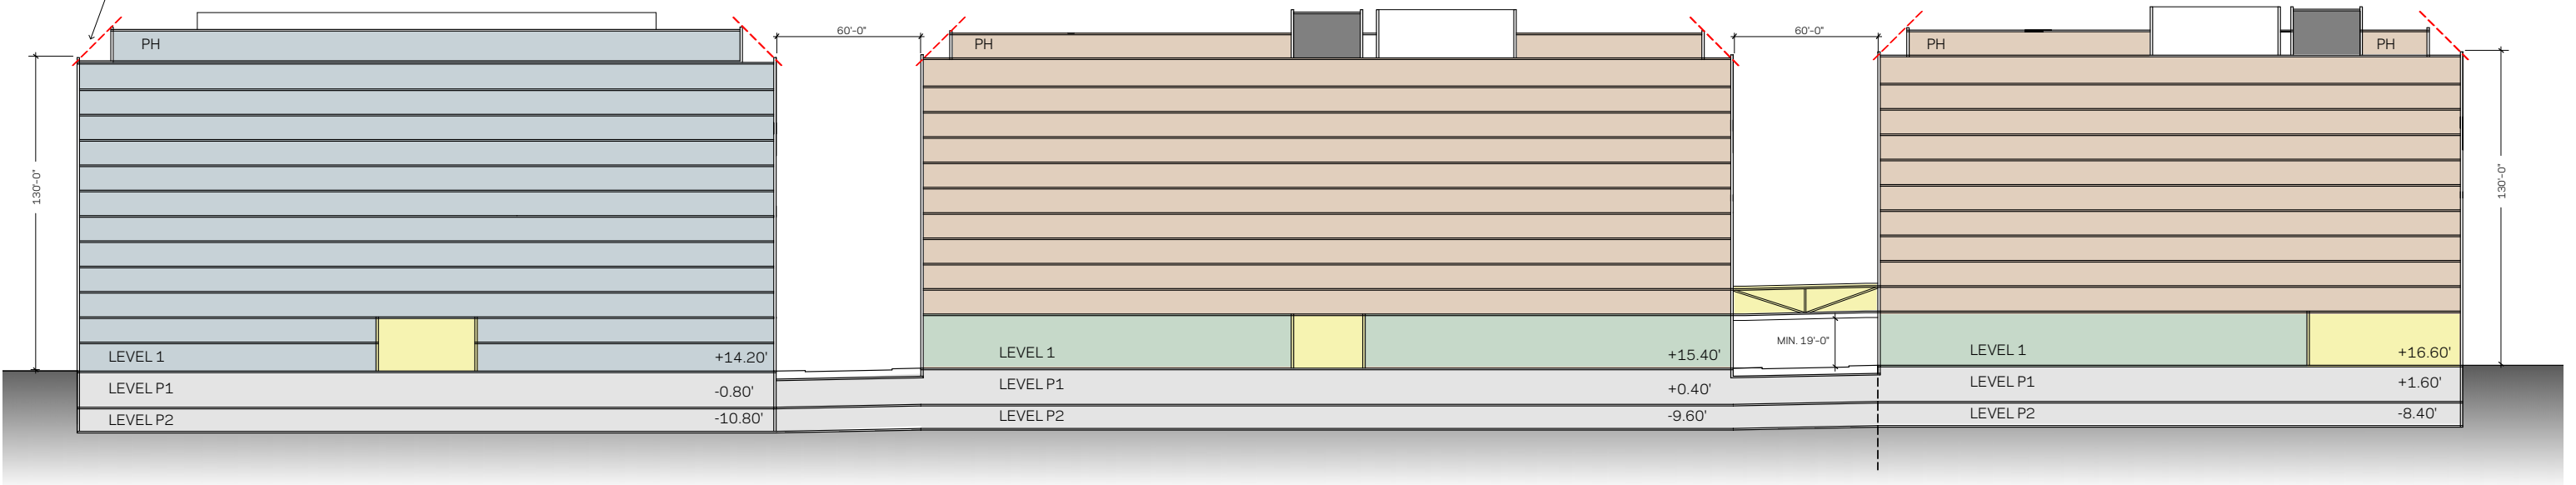 60'-0"
60'-0"
PH
PH
PH
PH
130'-0"
130'-0"
MIN. 19'-0"
LEVEL 1
+14.20'
LEVEL 1
+15.40'
LEVEL 1
+16.60'
LEVEL P1
-0.80'
LEVEL P1
+0.40'
LEVEL P1
+1.60'
LEVEL P2
-10.80'
LEVEL P2
-9.60'
LEVEL P2
-8.40'